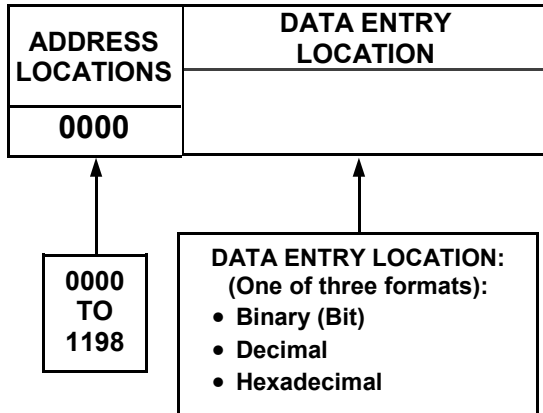 ADDRESS
LOCATIONS
DATA ENTRY
LOCATION
0000
0000
TO
1198
DATA ENTRY LOCATION:
(One of three formats):
• Binary (Bit)
• Decimal
• Hexadecimal